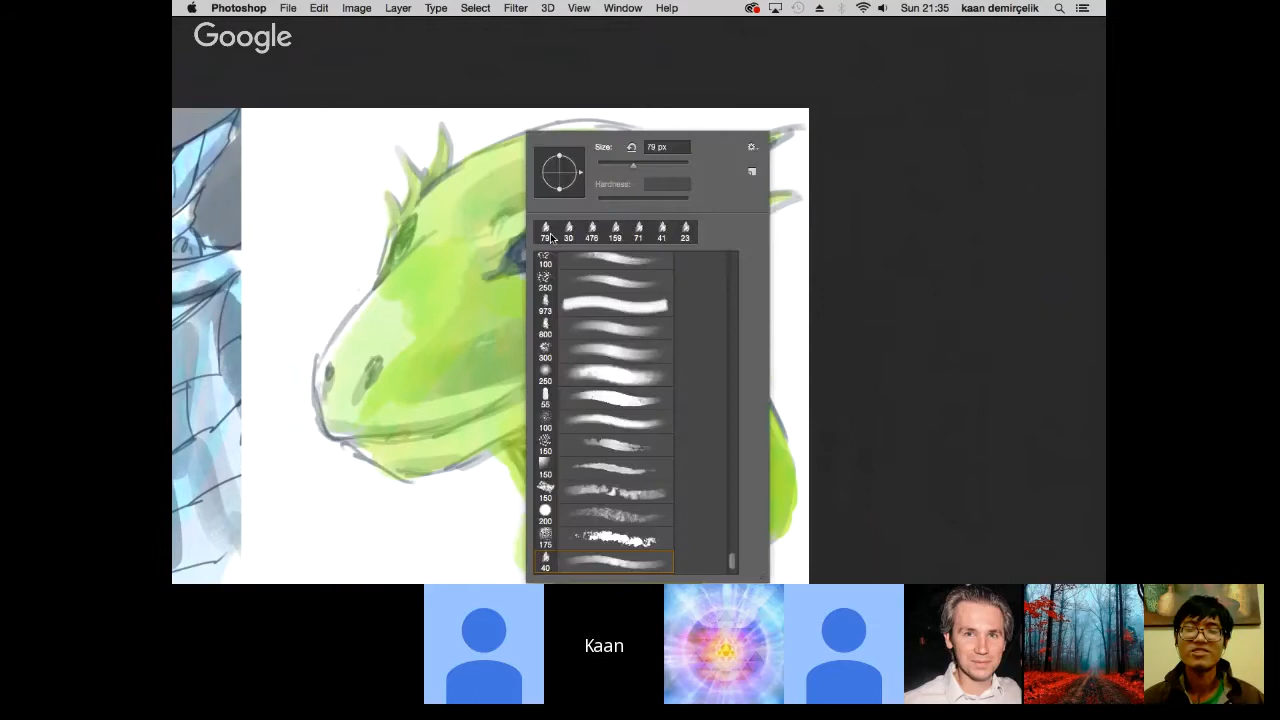 Photoshop File Edit Image Layer Type Select Filter 3D View Window Help Sun 21:35 kaan demirçelik
Google
Size: 79 px
Hardness:
79 30 476 159 71 41 23
100
250
973
800
300
250
55
100
150
150
150
200
175
40
Kaan